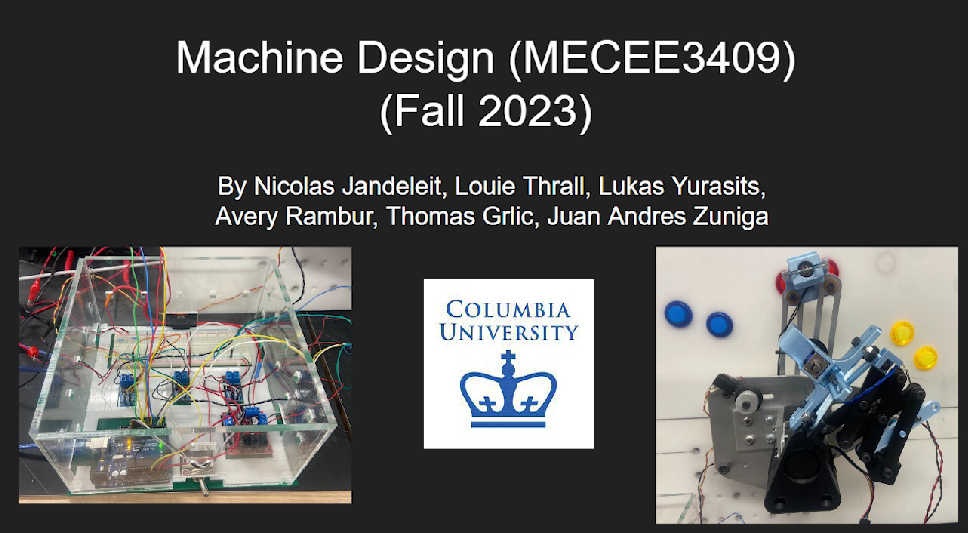 Machine Design (MECEE3409)
(Fall 2023)
By Nicolas Jandeleit, Louie Thrall, Lukas Yurasits,
Avery Rambur, Thomas Grlic, Juan Andres Zuniga
COLUMBIA
UNIVERSITY